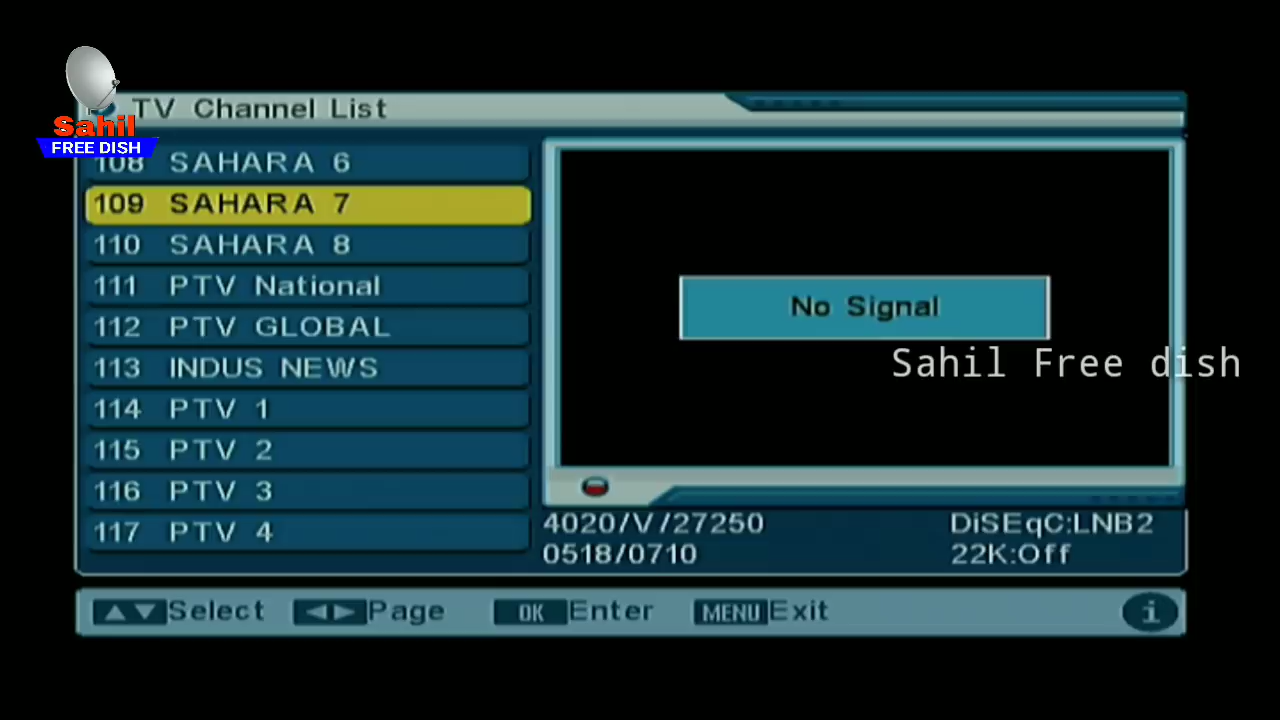 TV Channel List
Sahil
FREE DISH
108 SAHARA 6
109 SAHARA 7
110 SAHARA 8
111 PTV National
112 PTV GLOBAL
113 INDUS NEWS
114 PTV 1
115 PTV 2
116 PTV 3
117 PTV 4
No Signal
Sahil Free dish
4020/V/27250 DiSEqC:LNB2
0518/0710 22K:Off
Select Page OK Enter MENU Exit i